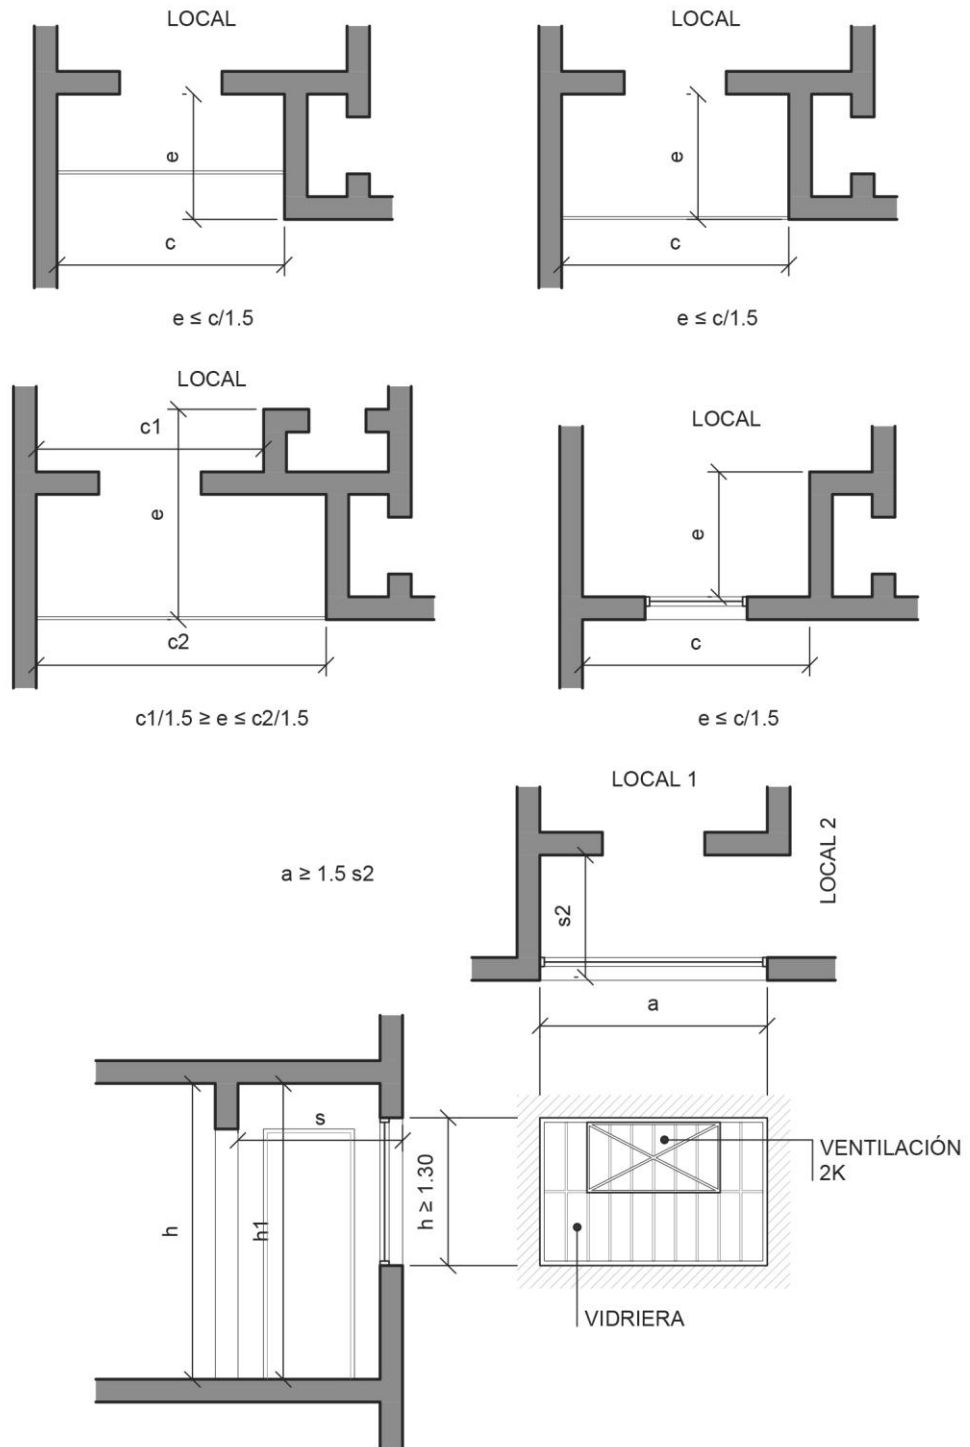 LOCAL
e
c
e ≤ c/1.5
LOCAL
e
c
e ≤ c/1.5
LOCAL
c1
e
c2
c1/1.5 ≥ e ≤ c2/1.5
LOCAL
e
c
e ≤ c/1.5
a ≥ 1.5 s2
LOCAL 1
LOCAL 2
s2
a
s
h
h1
h ≥ 1.30
VENTILACIÓN
2K
VIDRIERA